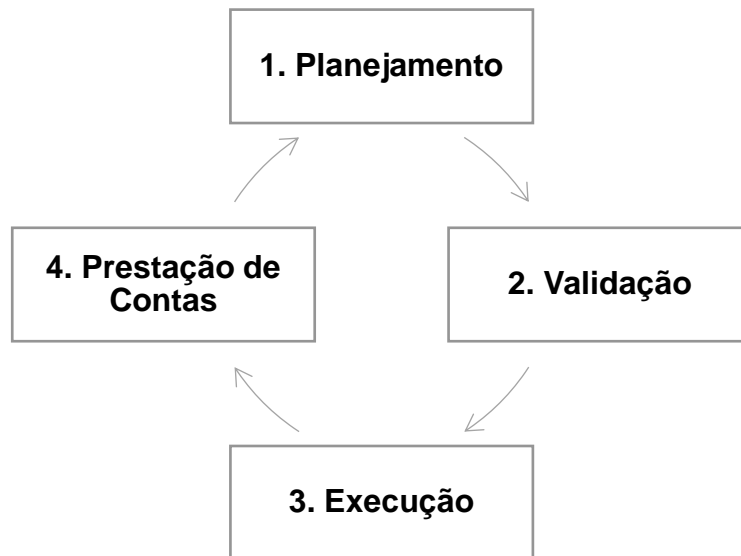 1. Planejamento
2. Validação
3. Execução
4. Prestação de
Contas